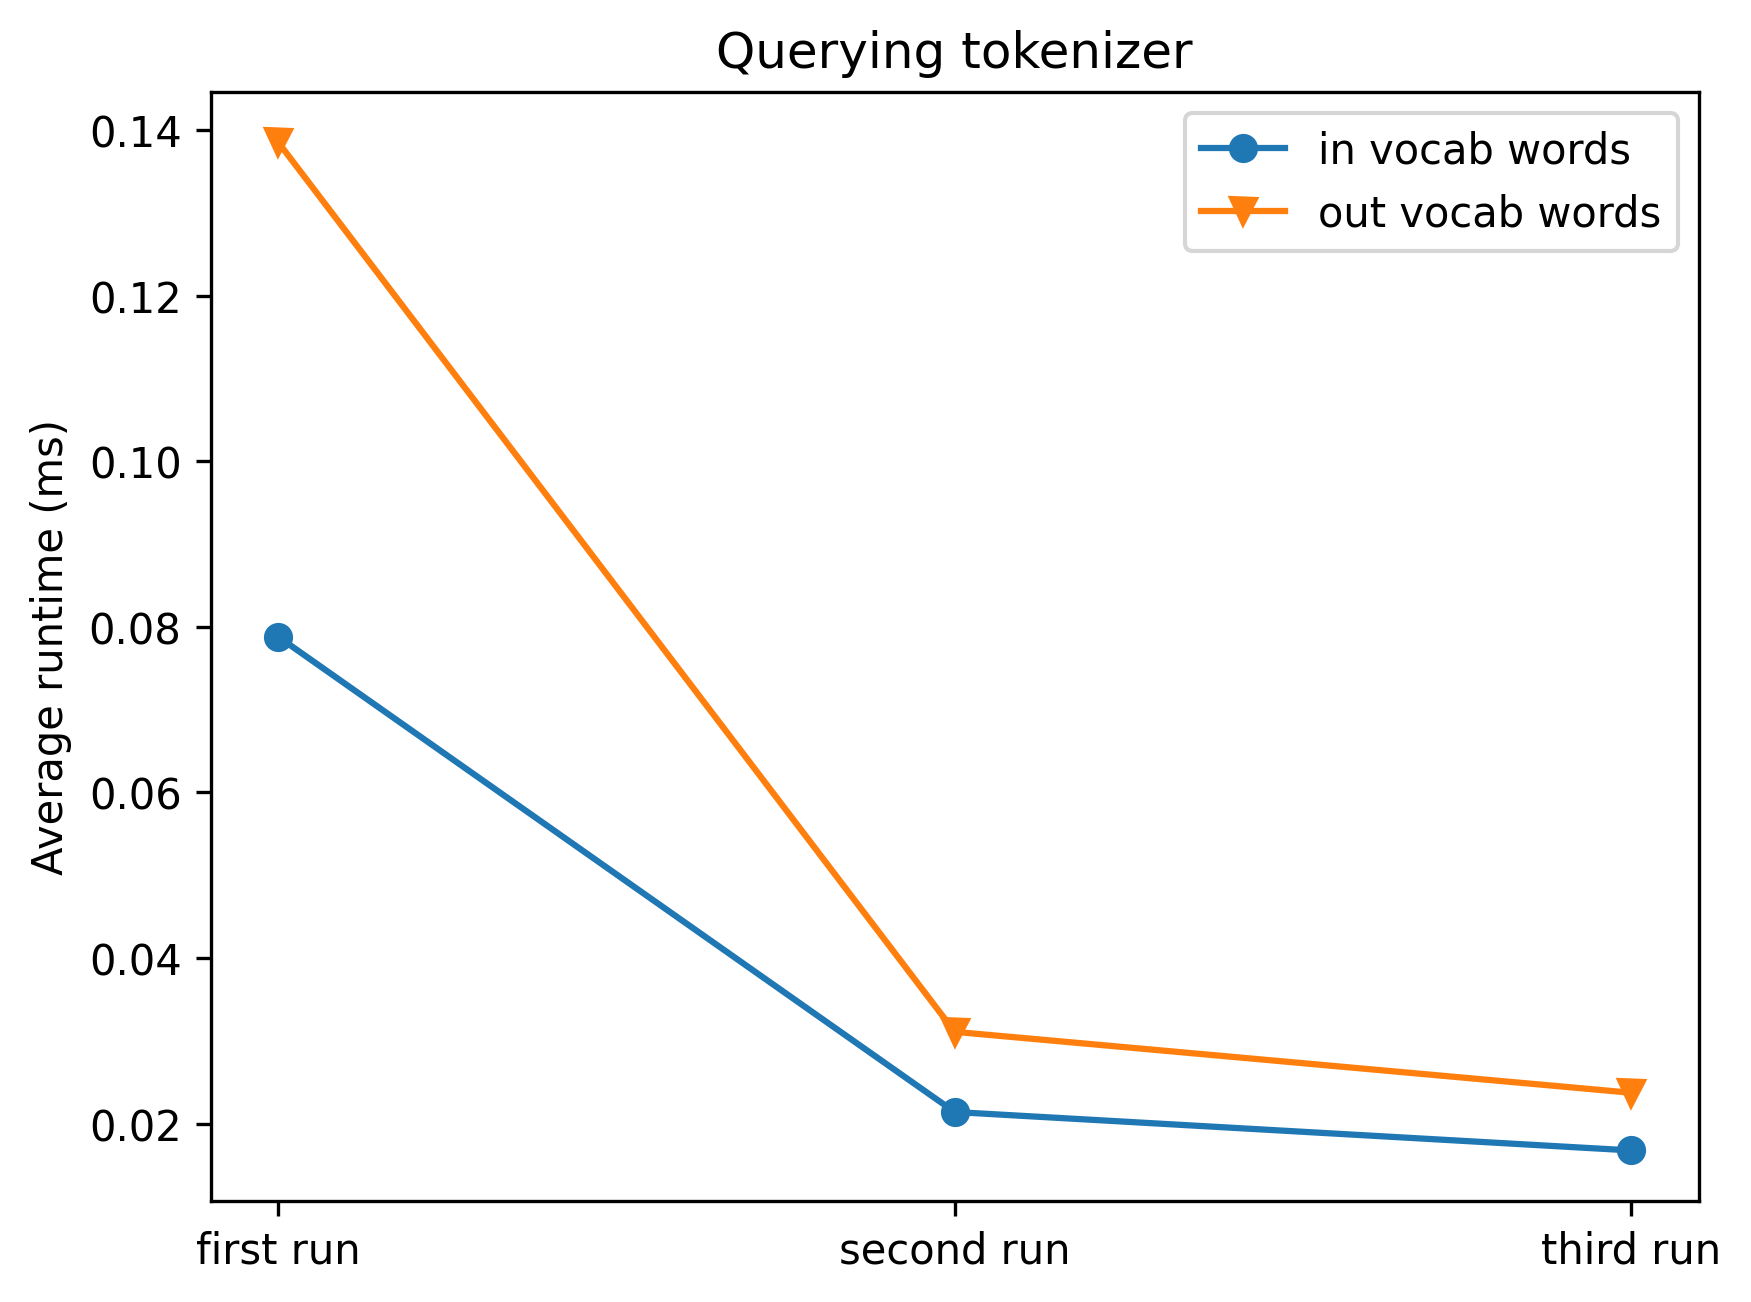 Querying tokenizer
in vocab words
out vocab words
Average runtime (ms)
0.14
0.12
0.10
0.08
0.06
0.04
0.02
first run
second run
third run